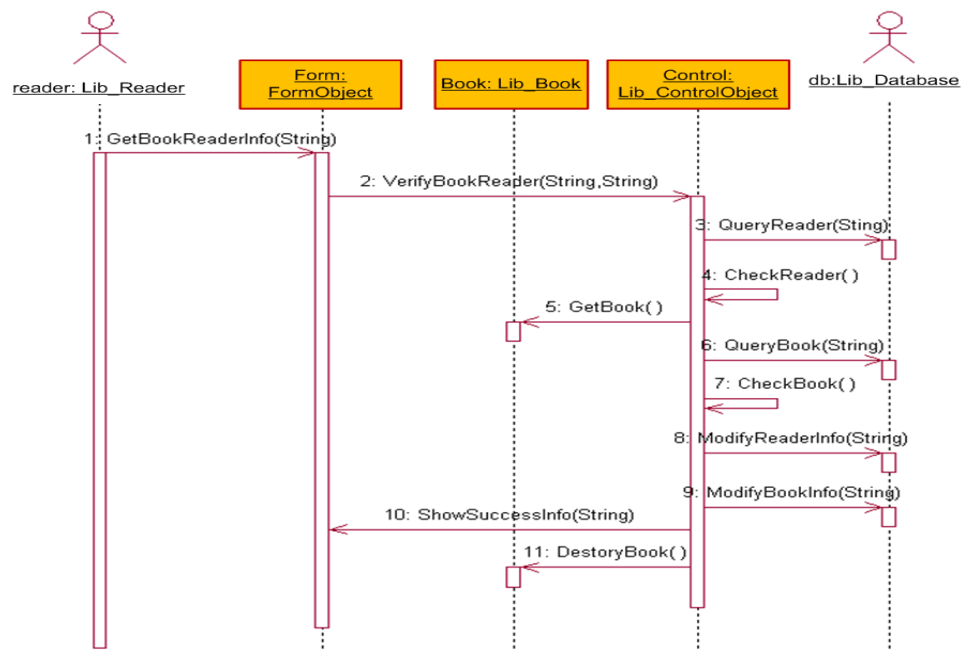 reader: Lib_Reader
Form:
FormObject
Book: Lib_Book
Control:
Lib_ControlObject
db:Lib_Database
1: GetBookReaderInfo(String)
2: VerifyBookReader(String,String)
3: QueryReader(Sting)
4: CheckReader( )
5: GetBook( )
6: QueryBook(String)
7: CheckBook( )
8: ModifyReaderInfo(String)
9: ModifyBookInfo(String)
10: ShowSuccessInfo(String)
11: DestoryBook( )